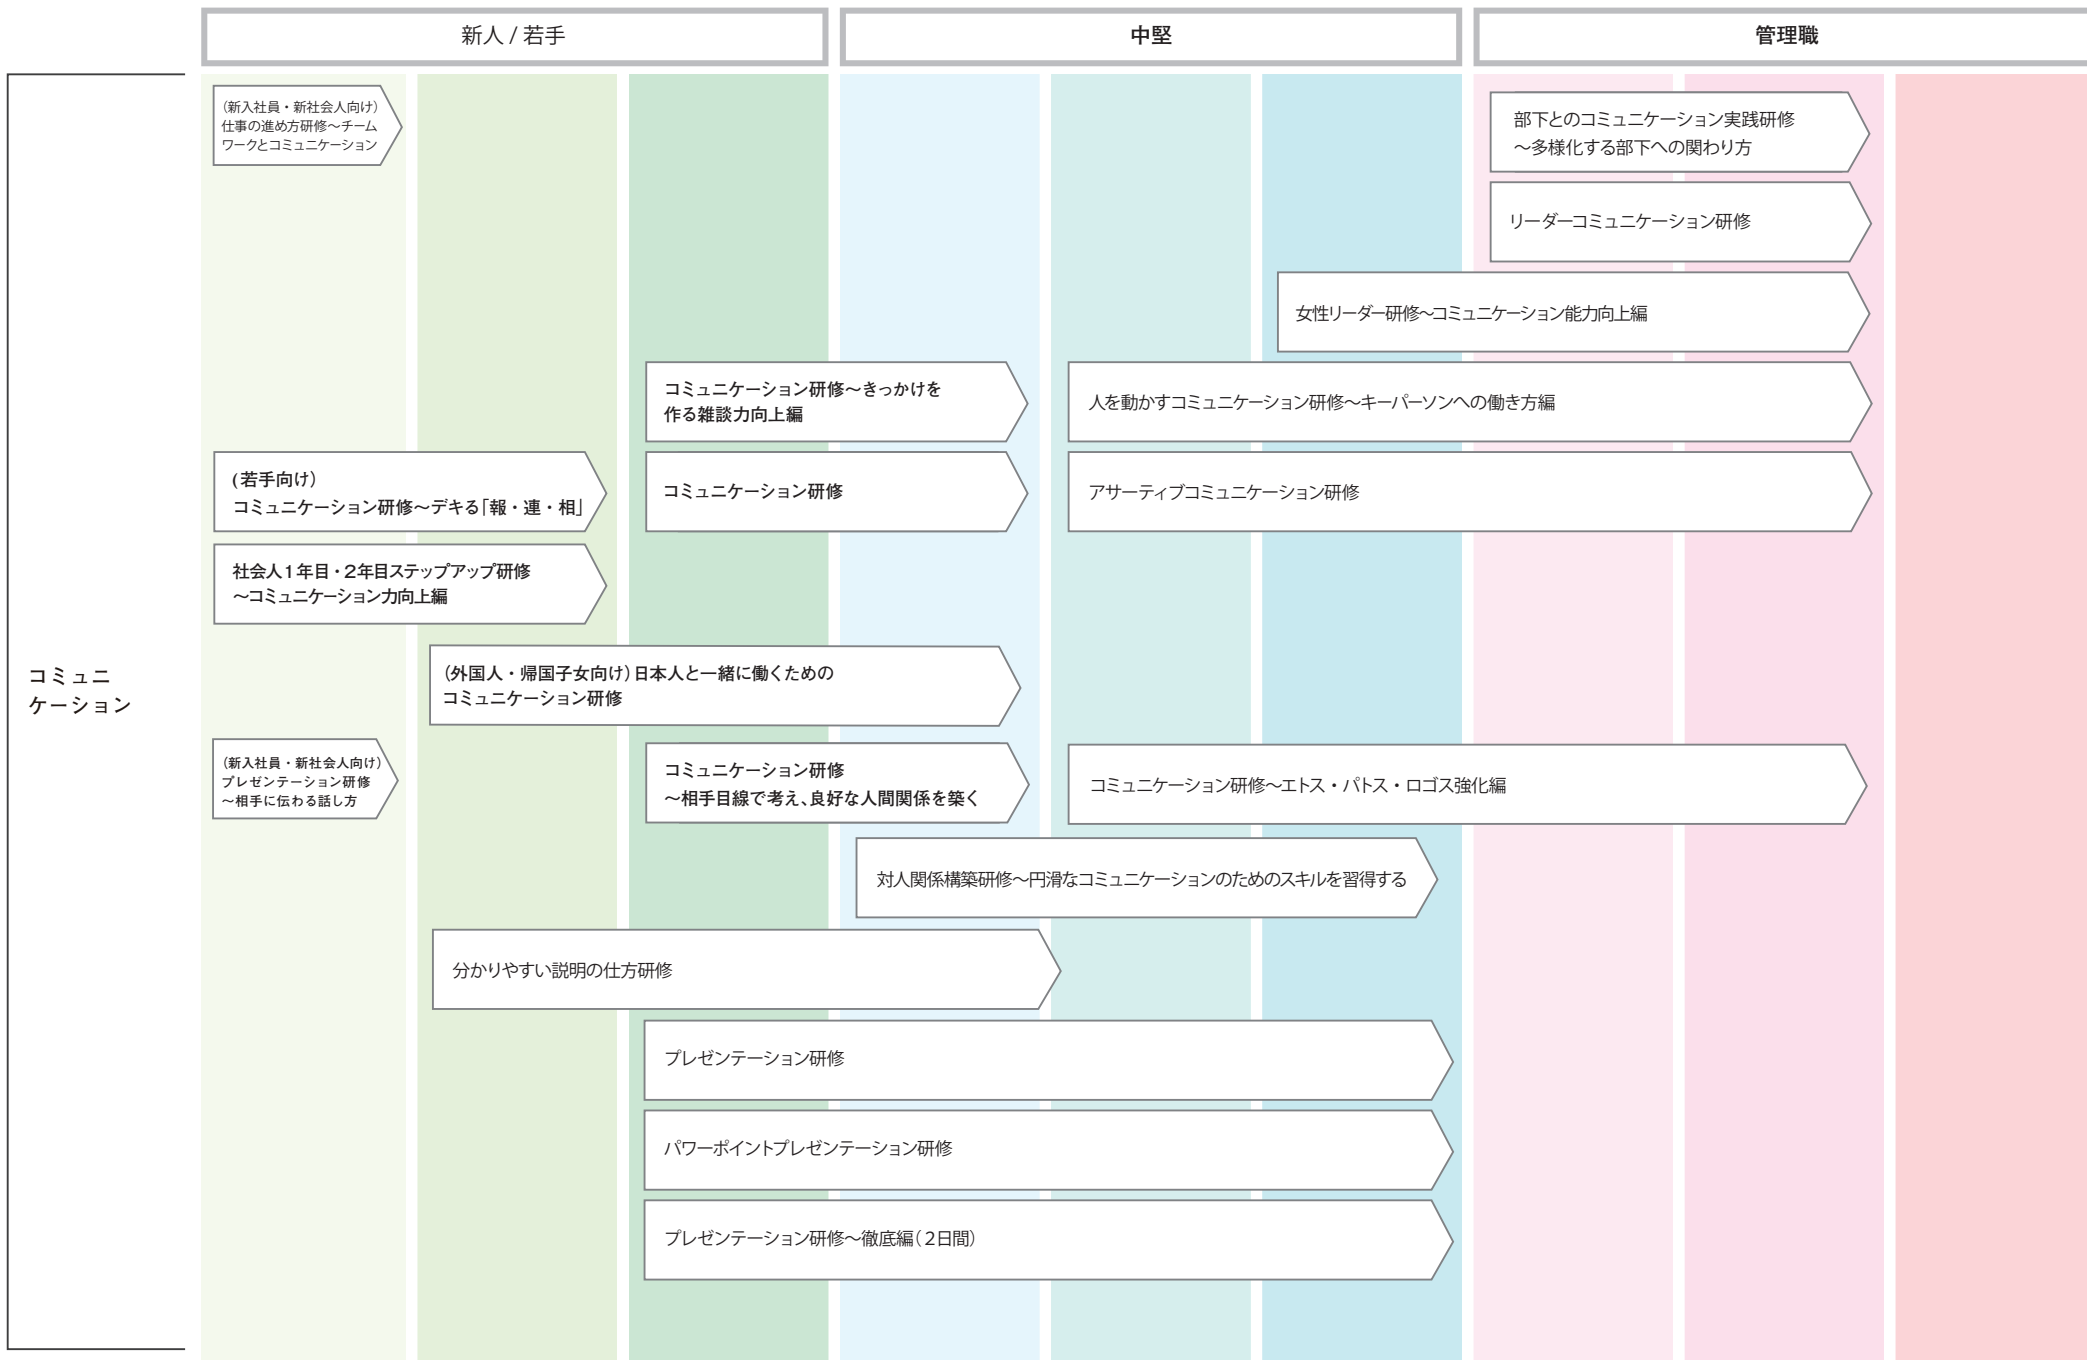 新人 / 若手
中堅
管理職
コミュニ
ケーション
(新入社員・新社会人向け)
仕事の進め方研修～チーム
ワークとコミュニケーション
部下とのコミュニケーション実践研修
～多様化する部下への関わり方
リーダーコミュニケーション研修
女性リーダー研修～コミュニケーション能力向上編
コミュニケーション研修～きっかけを
作る雑談力向上編
人を動かすコミュニケーション研修～キーパーソンへの働き方編
(若手向け)
コミュニケーション研修～デキる「報・連・相」
コミュニケーション研修
アサーティブコミュニケーション研修
社会人1年目・2年目ステップアップ研修
～コミュニケーション力向上編
(外国人・帰国子女向け)日本人と一緒に働くための
コミュニケーション研修
(新入社員・新社会人向け)
プレゼンテーション研修
～相手に伝わる話し方
コミュニケーション研修
～相手目線で考え、良好な人間関係を築く
コミュニケーション研修～エトス・パトス・ロゴス強化編
対人関係構築研修～円滑なコミュニケーションのためのスキルを習得する
分かりやすい説明の仕方研修
プレゼンテーション研修
パワーポイントプレゼンテーション研修
プレゼンテーション研修～徹底編(2日間)